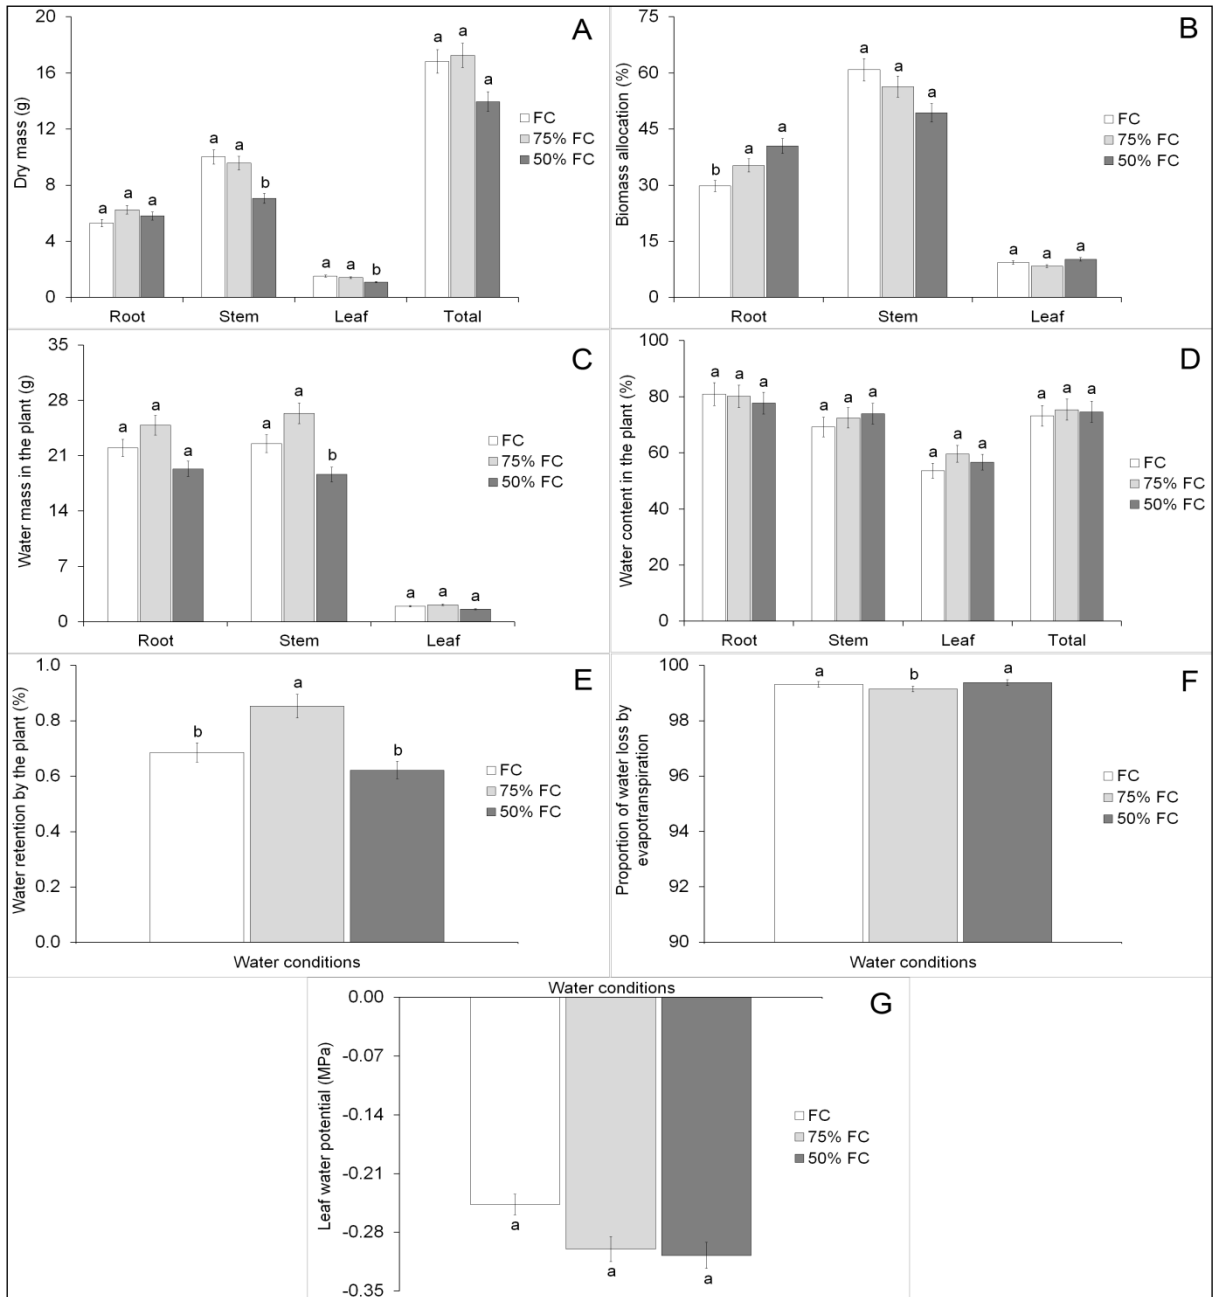 A
Dry mass (g)
20
16
12
8
4
0
a a a
a a b
a a b
a a a
Root Stem Leaf Total
FC
75% FC
50% FC
B
Biomass allocation (%)
75
60
45
30
15
0
b a a
a a a
a a a
Root Stem Leaf
FC
75% FC
50% FC
C
Water mass in the plant (g)
35
28
21
14
7
0
a a a
a a b
a a a
Root Stem Leaf
FC
75% FC
50% FC
D
Water content in the plant (%)
100
80
60
40
20
0
a a a
a a a
a a a
a a a
Root Stem Leaf Total
FC
75% FC
50% FC
E
Water retention by the plant (%)
1.0
0.8
0.6
0.4
0.2
0.0
b a b
Water conditions
FC
75% FC
50% FC
F
Proportion of water loss by
evapotranspiration
100
98
96
94
92
90
a b a
Water conditions
FC
75% FC
50% FC
G
Water conditions
Leaf water potential (MPa)
0.00
-0.07
-0.14
-0.21
-0.28
-0.35
a a a
FC
75% FC
50% FC